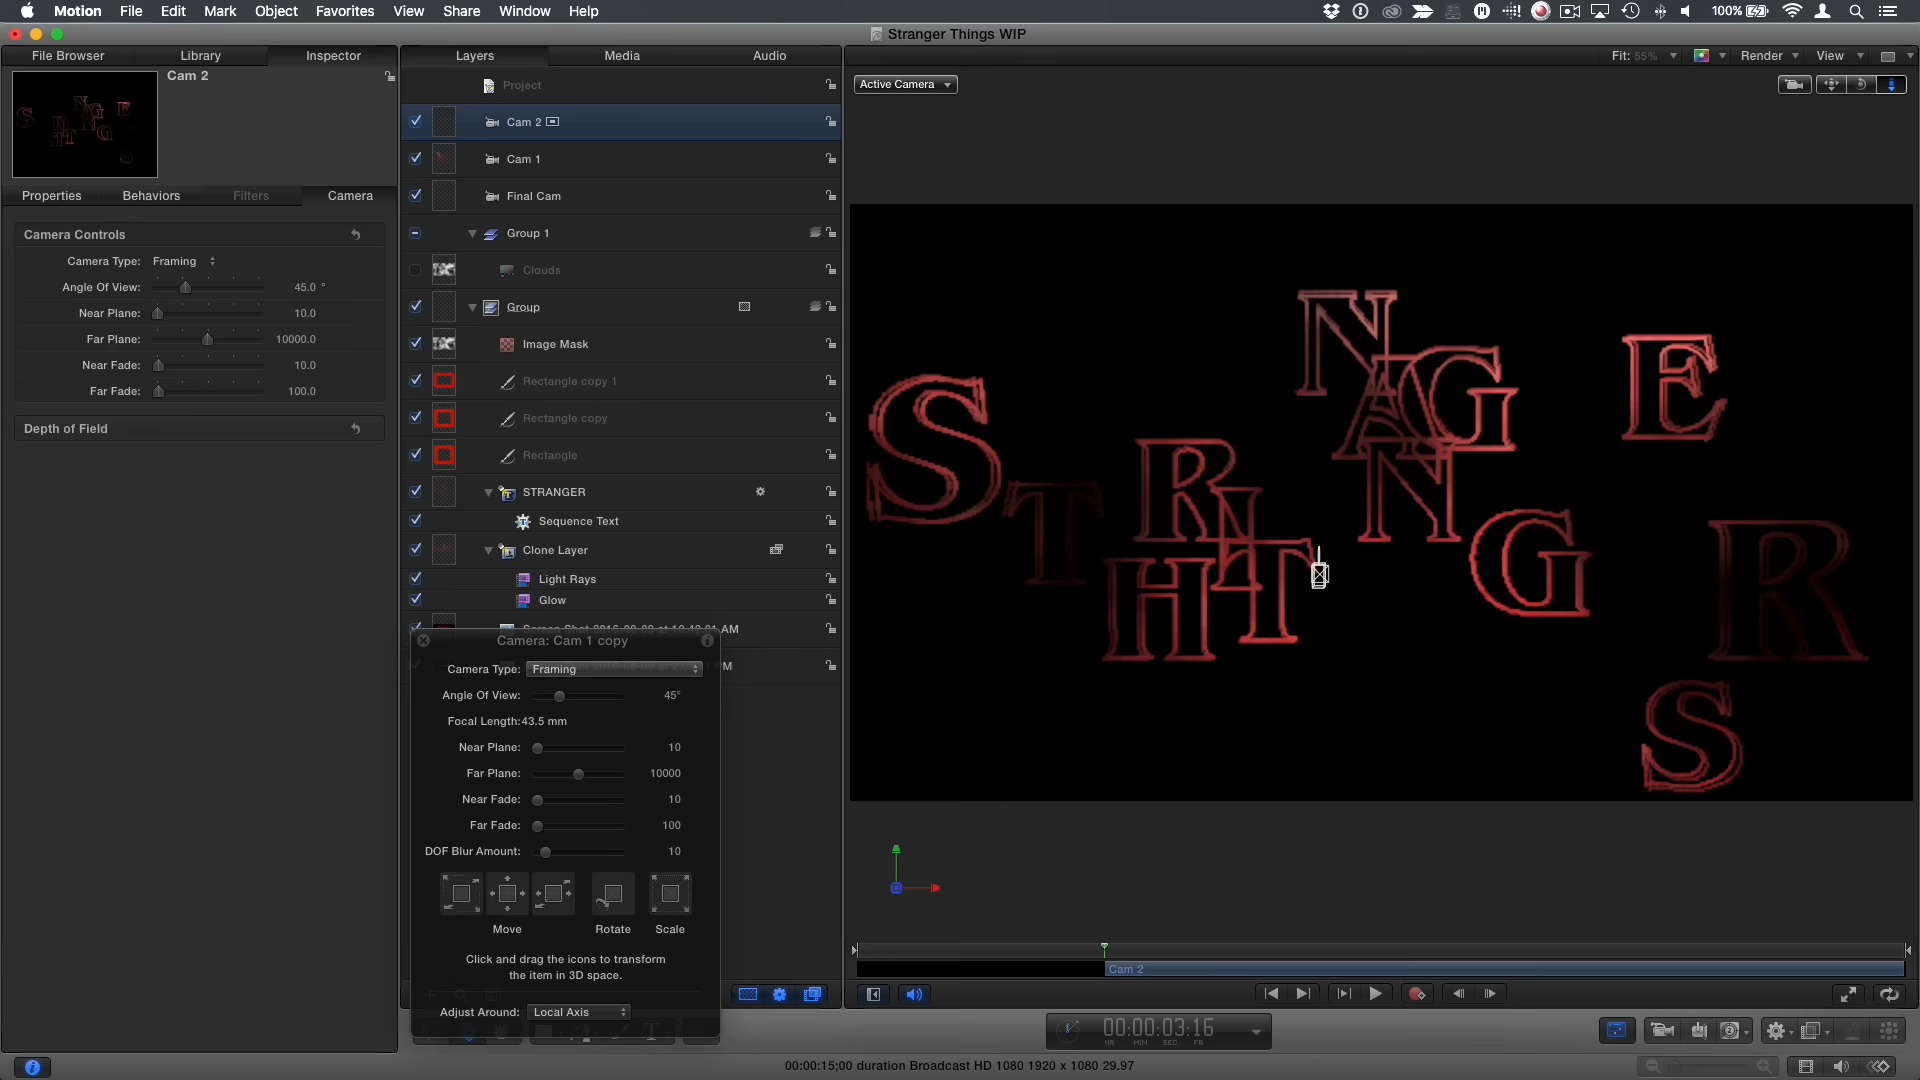 Motion File Edit Mark Object Favorites View Share Window Help 100%
Stranger Things WIP
File Browser Library Inspector Layers Media Audio Fit: 55% Render View
Cam 2
Project
Active Camera
Cam 2
Cam 1
Properties Behaviors Filters Camera
Final Cam
Camera Controls
Group 1
Camera Type: Framing
Clouds
Angle Of View: 45.0 °
Near Plane: 10.0
Group
Far Plane: 10000.0
Image Mask
Near Fade: 10.0
Rectangle copy 1
Far Fade: 100.0
Rectangle copy
Depth of Field
Rectangle
STRANGER
Sequence Text
Clone Layer
Light Rays
Glow
Camera: Cam 1 copy
Camera Type: Framing
Angle Of View: 45°
Focal Length: 43.5 mm
Near Plane: 10
Far Plane: 10000
Near Fade: 10
Far Fade: 100
DOF Blur Amount: 10
Move Rotate Scale
Click and drag the icons to transform
the item in 3D space.
Adjust Around: Local Axis
S T R A N G E R
T H I N G S
N
Cam 2
00:00:03:16
HR MIN SEC FR
00:00:15;00 duration Broadcast HD 1080 1920 x 1080 29.97